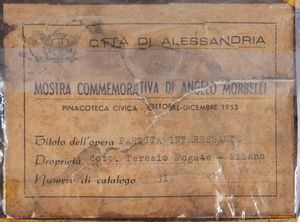 CITTÀ DI ALESSANDRIA
MOSTRA COMMEMORATIVA DI ANGELO MORBELLI
PINACOTECA CIVICA - OTTOBRE-DICEMBRE 1953
Titolo dell'opera PARTITA INTERESSANTE
Proprietà dott. Teresio Rogate - Milano
Numero di catalogo 31